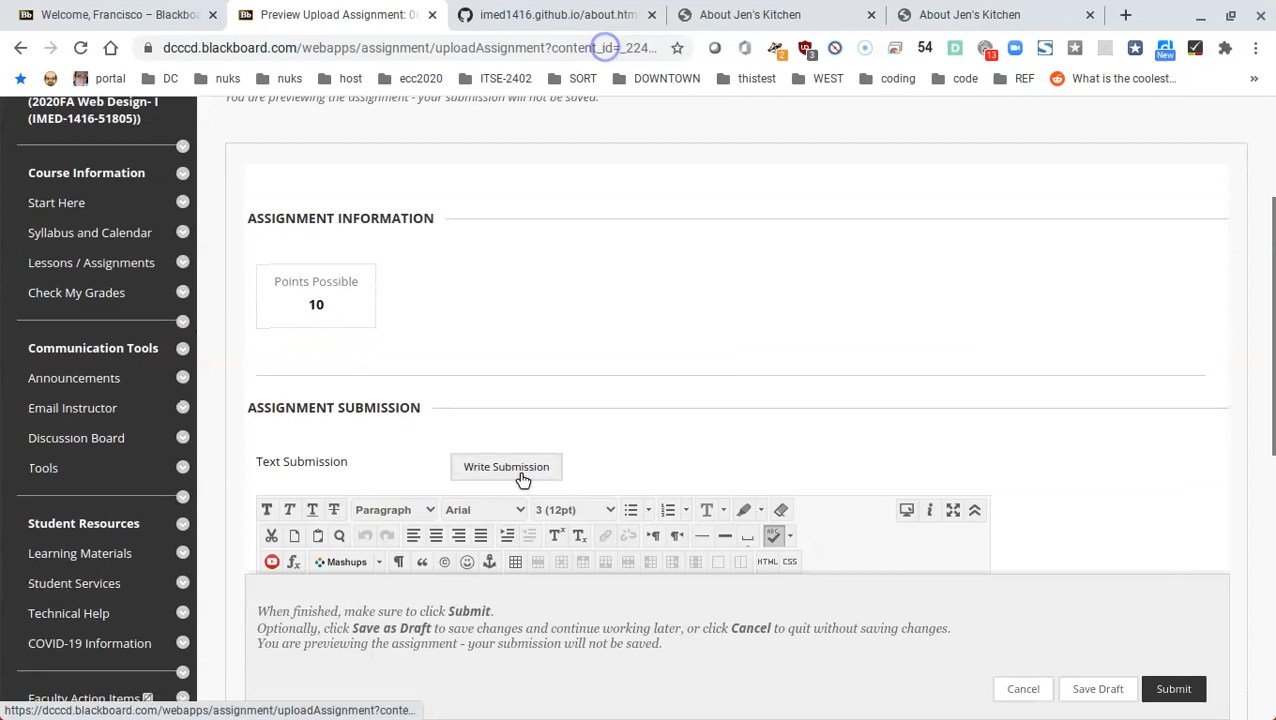 Welcome, Francisco – Blackboa
Preview Upload Assignment: 06
imed1416.github.io/about.htm
About Jen's Kitchen
About Jen's Kitchen
dcccd.blackboard.com/webapps/assignment/uploadAssignment?content_id=_224...
2
3
54
13
New
portal
DC
nuks
nuks
host
ecc2020
ITSE-2402
SORT
DOWNTOWN
thistest
WEST
coding
code
REF
What is the coolest...
»
(2020FA Web Design- I
(IMED-1416-51805))
Course Information
Start Here
Syllabus and Calendar
Lessons / Assignments
Check My Grades
Communication Tools
Announcements
Email Instructor
Discussion Board
Tools
Student Resources
Learning Materials
Student Services
Technical Help
COVID-19 Information
Faculty Action Items
You are previewing the assignment - your submission will not be saved.
ASSIGNMENT INFORMATION
Points Possible
10
ASSIGNMENT SUBMISSION
Text Submission
Write Submission
T T T T Paragraph Arial 3 (12pt) T
ABC
Mashups
HTML CSS
When finished, make sure to click Submit.
Optionally, click Save as Draft to save changes and continue working later, or click Cancel to quit without saving changes.
You are previewing the assignment - your submission will not be saved.
Cancel
Save Draft
Submit
https://dcccd.blackboard.com/webapps/assignment/uploadAssignment?conte...